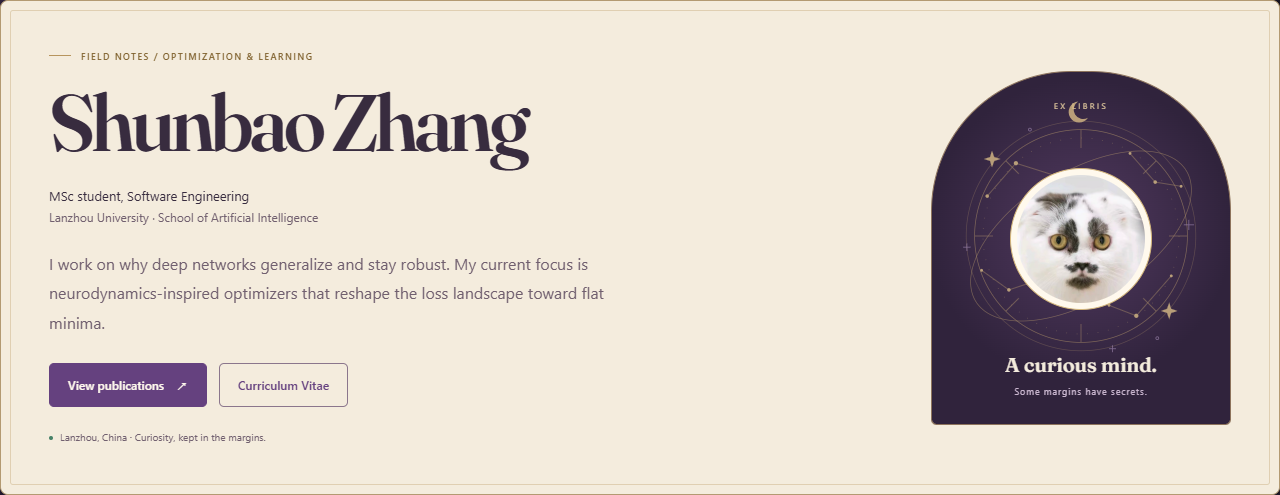 FIELD NOTES / OPTIMIZATION & LEARNING
Shunbao Zhang
MSc student, Software Engineering
Lanzhou University · School of Artificial Intelligence
I work on why deep networks generalize and stay robust. My current focus is
neurodynamics-inspired optimizers that reshape the loss landscape toward flat
minima.
View publications ↗
Curriculum Vitae
Lanzhou, China · Curiosity, kept in the margins.
EX LIBRIS
A curious mind.
Some margins have secrets.